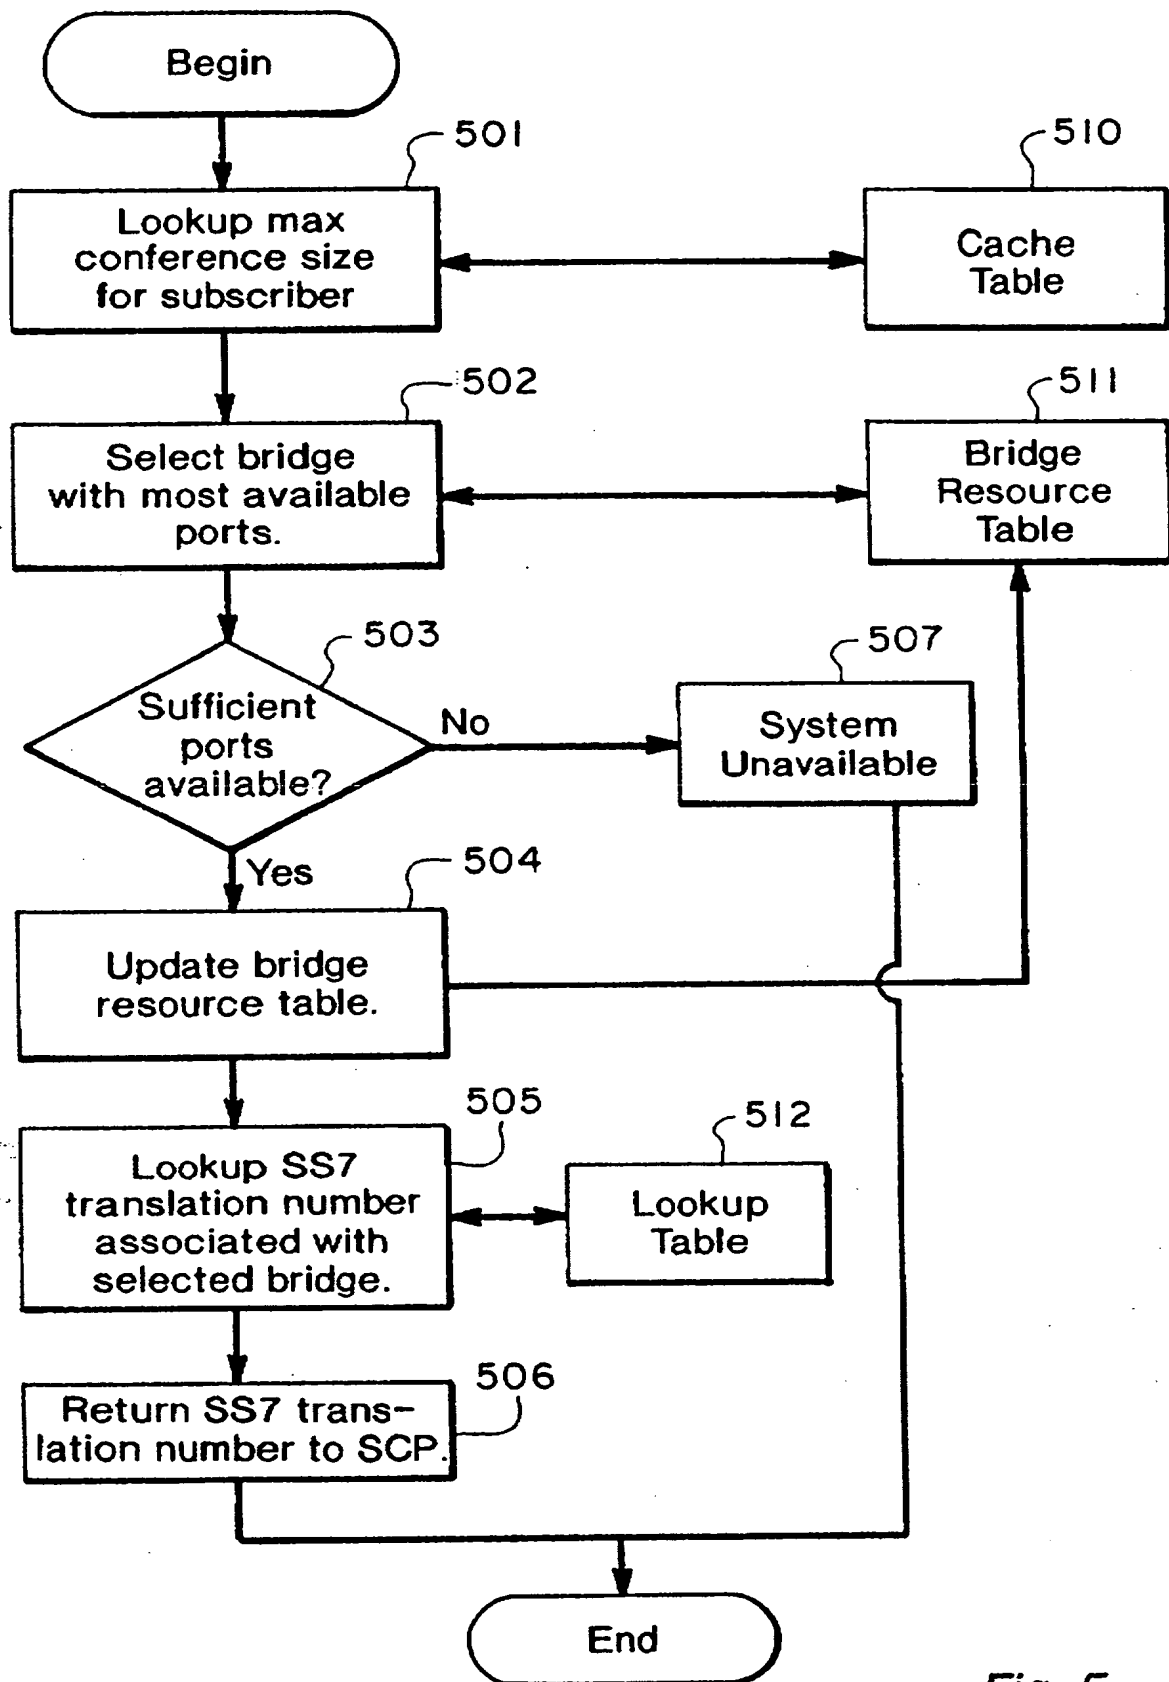 Begin
501
Lookup max
conference size
for subscriber
510
Cache
Table
502
Select bridge
with most available
ports.
511
Bridge
Resource
Table
503
Sufficient
ports
available?
No
507
System
Unavailable
Yes
504
Update bridge
resource table.
505
Lookup SS7
translation number
associated with
selected bridge.
512
Lookup
Table
506
Return SS7 trans-
lation number to SCP.
End
Fig. 5